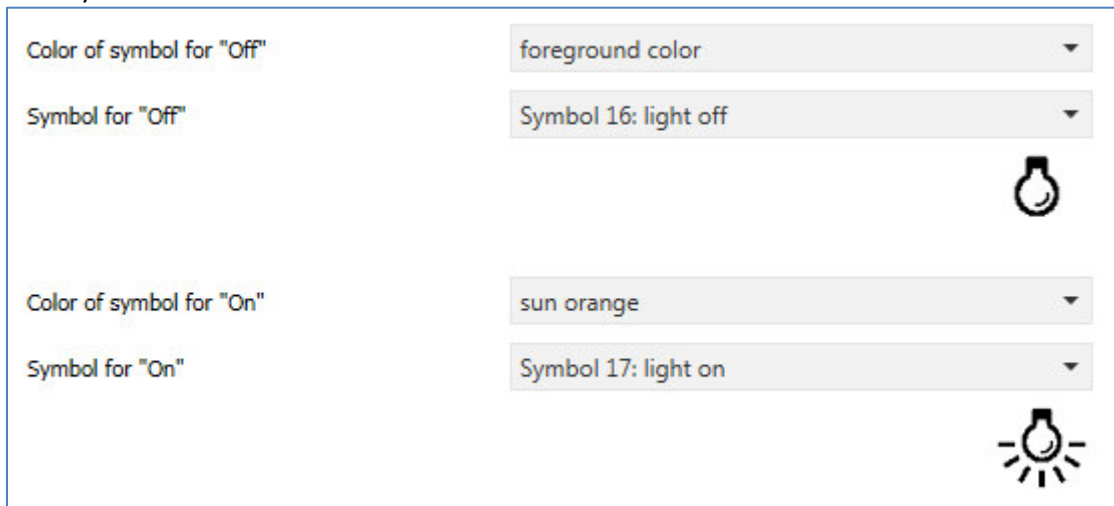 Color of symbol for "Off" foreground color
Symbol for "Off" Symbol 16: light off
Color of symbol for "On" sun orange
Symbol for "On" Symbol 17: light on